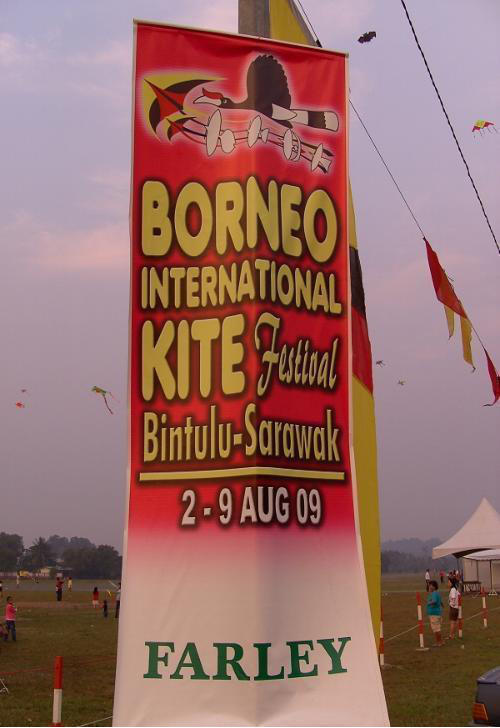 BORNEO
INTERNATIONAL
KITE Festival
Bintulu-Sarawak
2 - 9 AUG 09
FARLEY